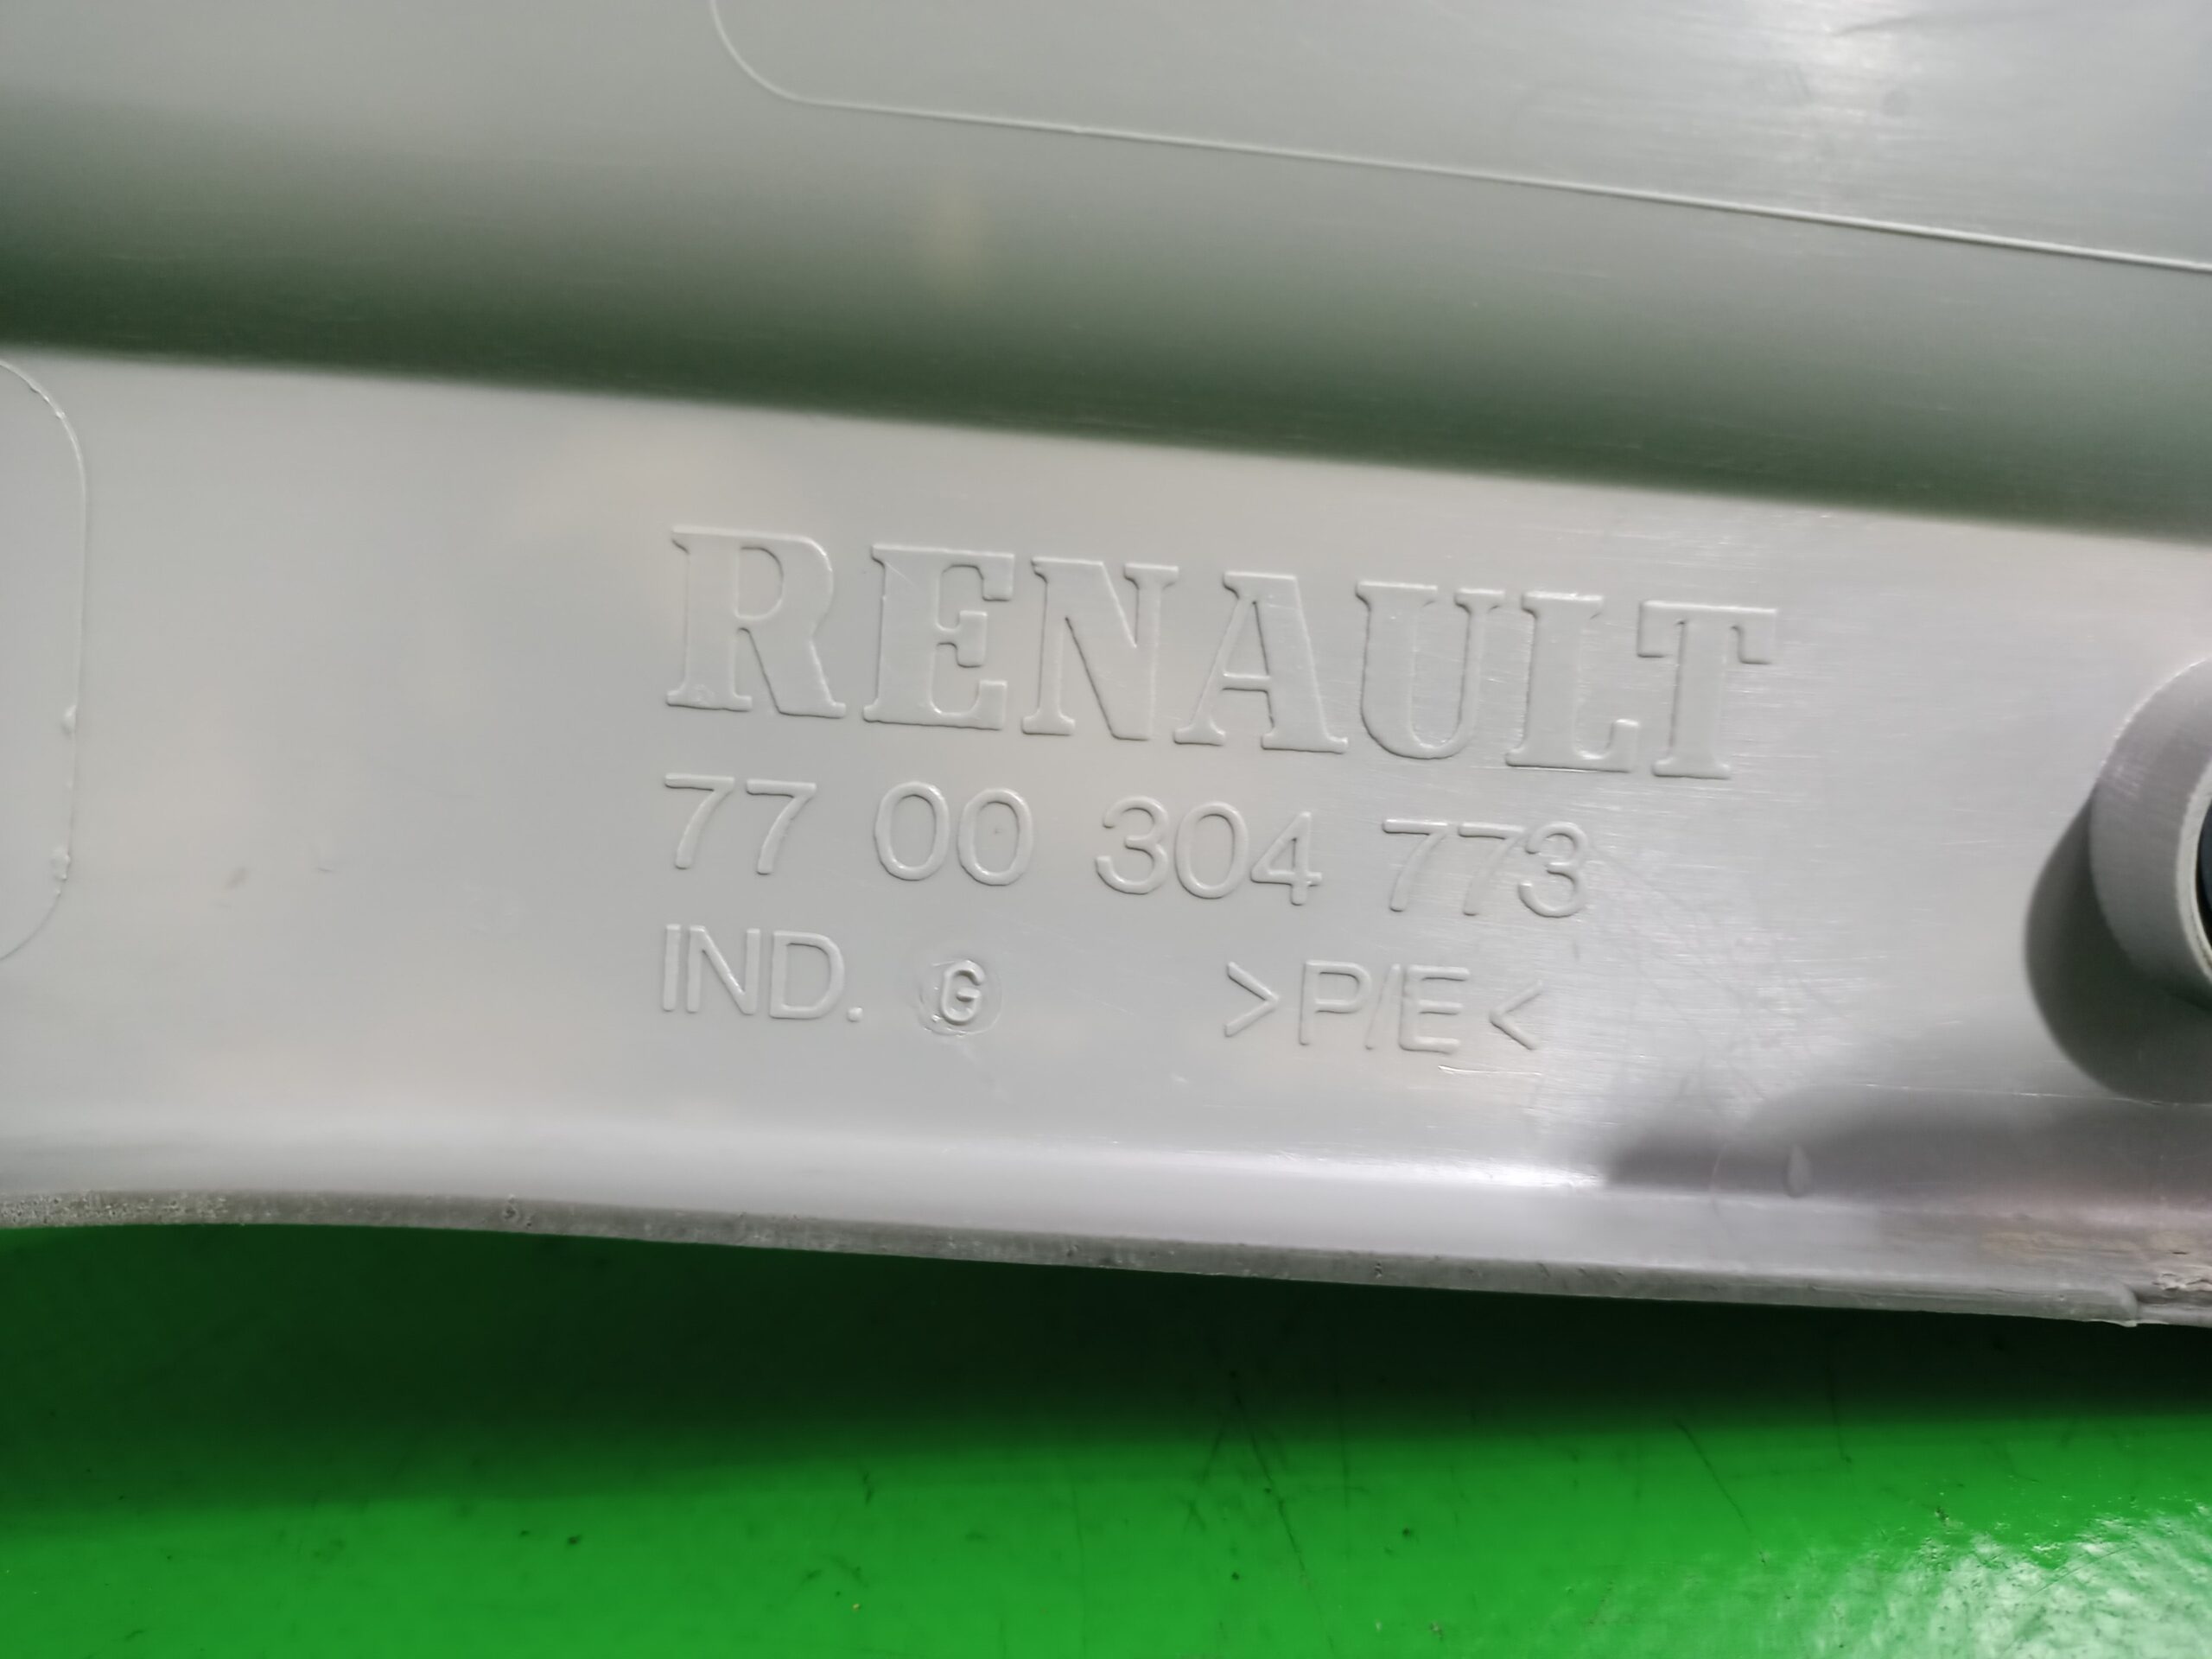 RENAULT
77 00 304 773
IND. G >P/E<